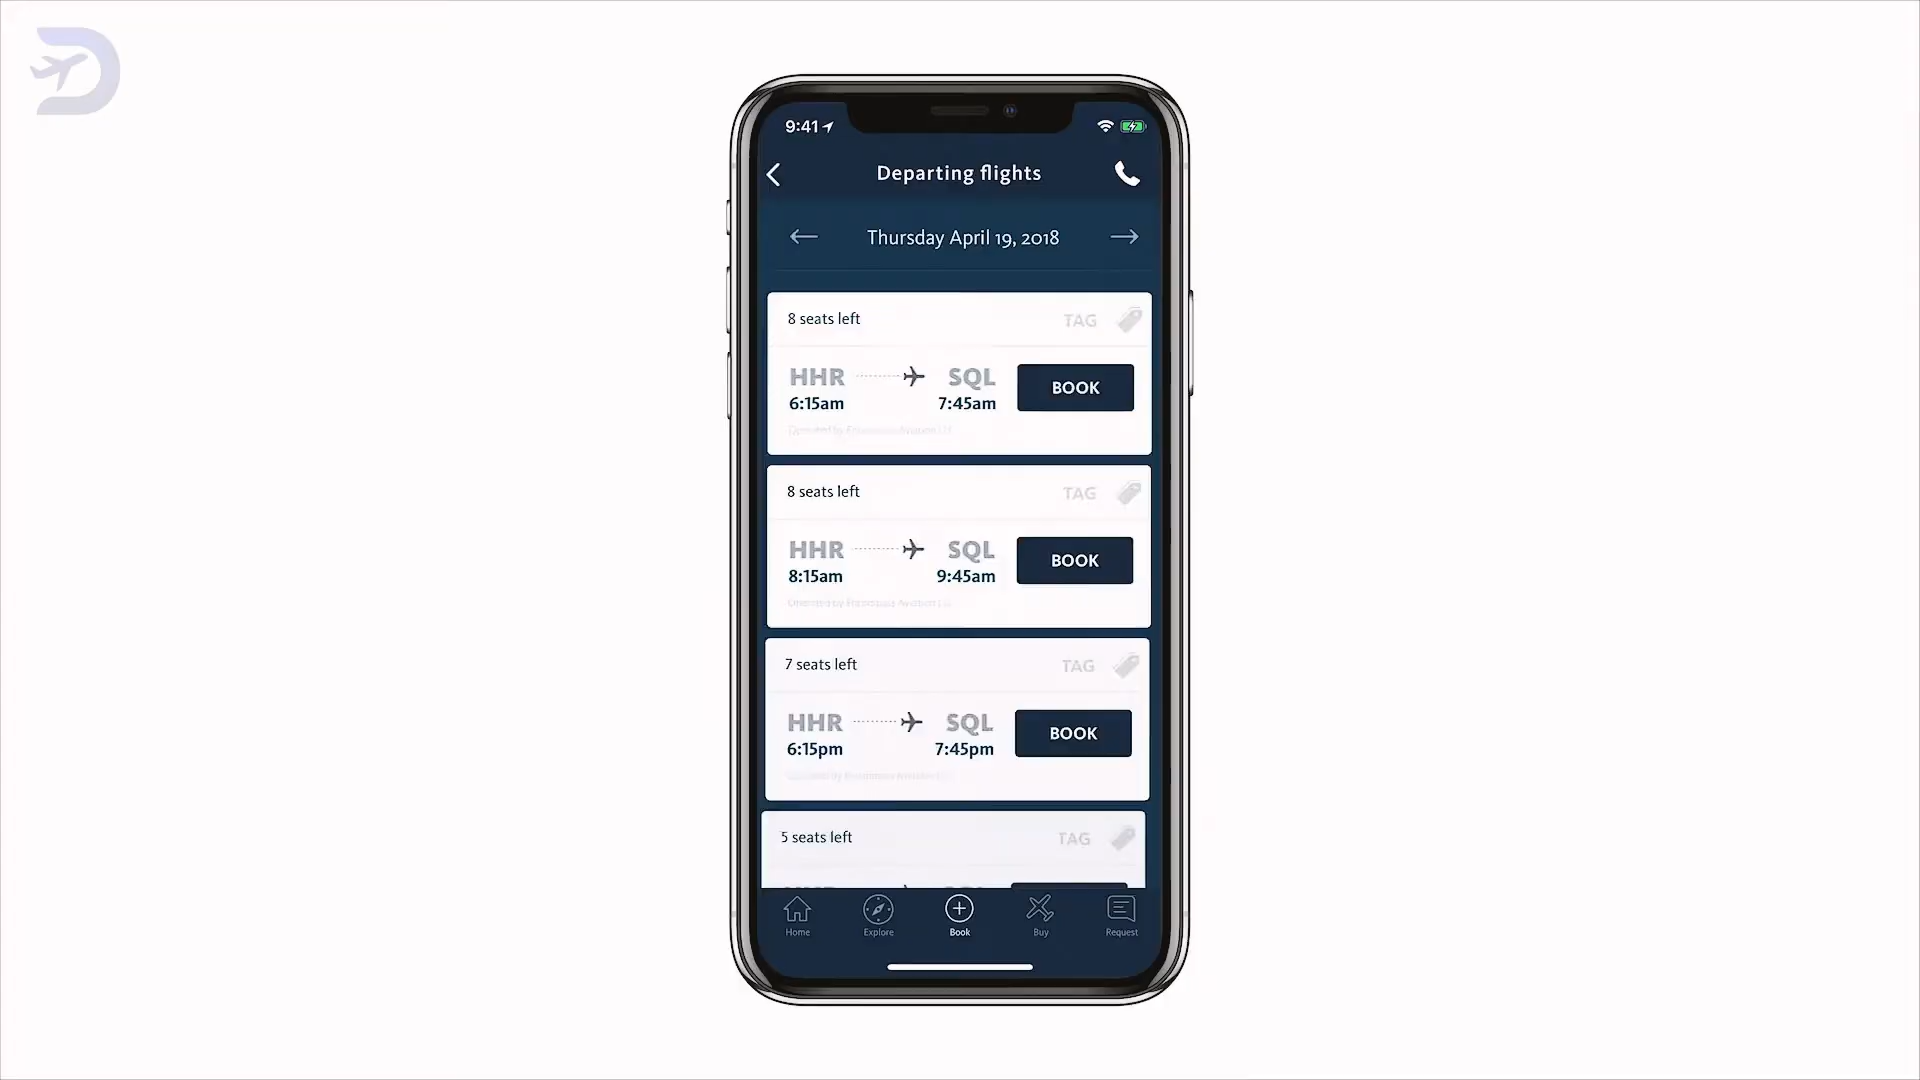 9:41
Departing flights
Thursday April 19, 2018
8 seats left TAG
HHR SQL BOOK
6:15am 7:45am
8 seats left TAG
HHR SQL BOOK
8:15am 9:45am
7 seats left TAG
HHR SQL BOOK
6:15pm 7:45pm
5 seats left TAG
Home Explore Book Buy Request